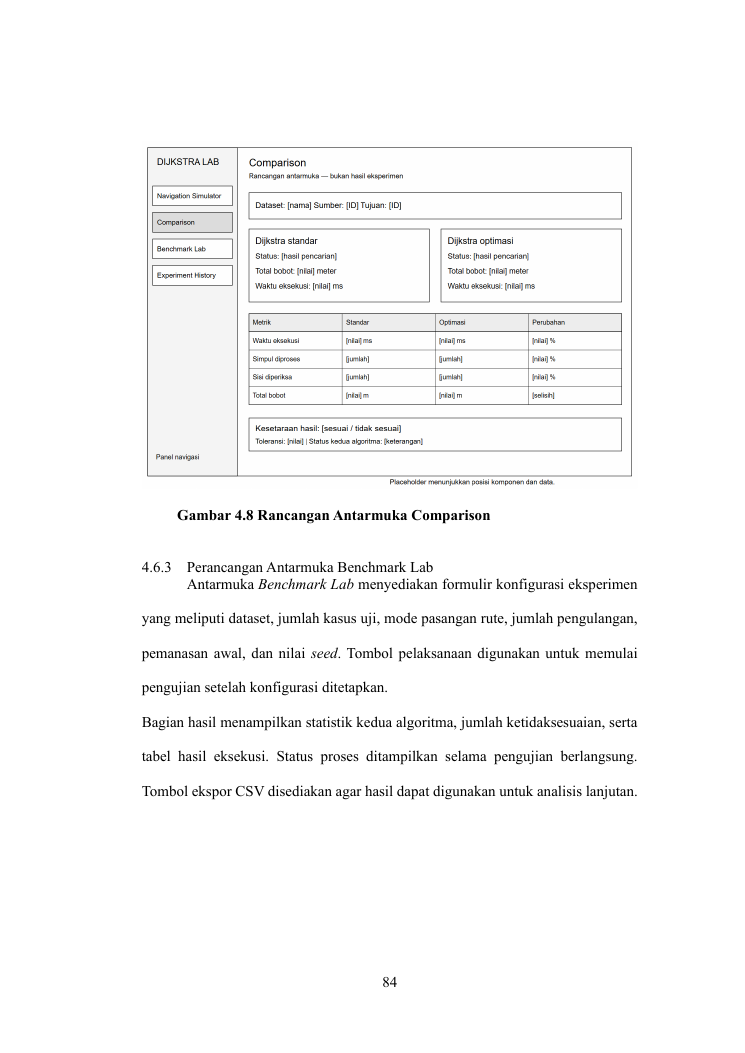 DIJKSTRA LAB
Navigation Simulator
Comparison
Benchmark Lab
Experiment History
Panel navigasi
Comparison
Rancangan antarmuka — bukan hasil eksperimen
Dataset: [nama] Sumber: [ID] Tujuan: [ID]
Dijkstra standar
Status: [hasil pencarian]
Total bobot: [nilai] meter
Waktu eksekusi: [nilai] ms
Dijkstra optimasi
Status: [hasil pencarian]
Total bobot: [nilai] meter
Waktu eksekusi: [nilai] ms
Metrik Standar Optimasi Perubahan
Waktu eksekusi [nilai] ms [nilai] ms [nilai] %
Simpul diproses [jumlah] [jumlah] [nilai] %
Sisi diperiksa [jumlah] [jumlah] [nilai] %
Total bobot [nilai] m [nilai] m [selisih]
Kesetaraan hasil: [sesuai / tidak sesuai]
Toleransi: [nilai] | Status kedua algoritma: [keterangan]
Placeholder menunjukkan posisi komponen dan data.
Gambar 4.8 Rancangan Antarmuka Comparison
4.6.3 Perancangan Antarmuka Benchmark Lab
Antarmuka Benchmark Lab menyediakan formulir konfigurasi eksperimen
yang meliputi dataset, jumlah kasus uji, mode pasangan rute, jumlah pengulangan,
pemanasan awal, dan nilai seed. Tombol pelaksanaan digunakan untuk memulai
pengujian setelah konfigurasi ditetapkan.
Bagian hasil menampilkan statistik kedua algoritma, jumlah ketidaksesuaian, serta
tabel hasil eksekusi. Status proses ditampilkan selama pengujian berlangsung.
Tombol ekspor CSV disediakan agar hasil dapat digunakan untuk analisis lanjutan.
84